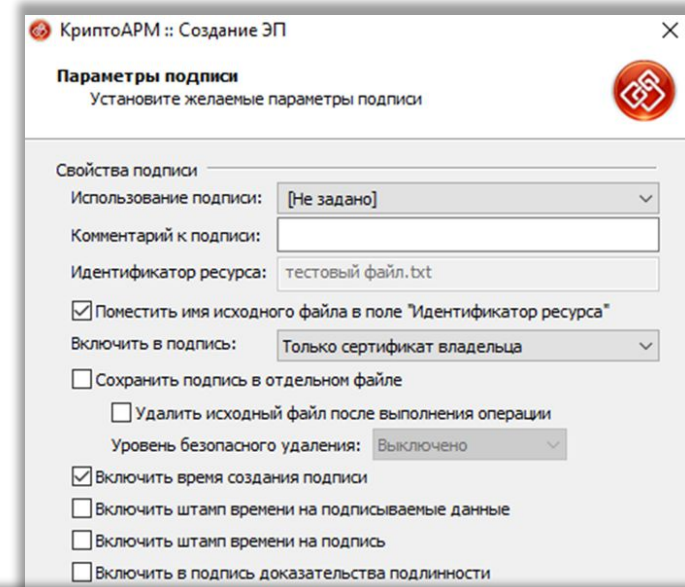 КриптоАРМ :: Создание ЭП
Параметры подписи
Установите желаемые параметры подписи
Свойства подписи
Использование подписи: [Не задано]
Комментарий к подписи:
Идентификатор ресурса: тестовый файл.txt
Поместить имя исходного файла в поле "Идентификатор ресурса"
Включить в подпись: Только сертификат владельца
Сохранить подпись в отдельном файле
Удалить исходный файл после выполнения операции
Уровень безопасного удаления: Выключено
Включить время создания подписи
Включить штамп времени на подписываемые данные
Включить штамп времени на подпись
Включить в подпись доказательства подлинности